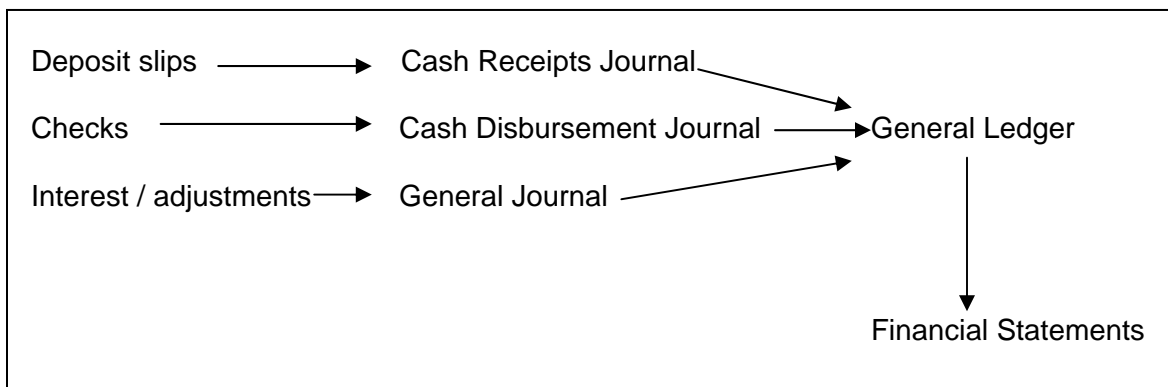 Deposit slips Cash Receipts Journal
Checks Cash Disbursement Journal General Ledger
Interest / adjustments General Journal
Financial Statements